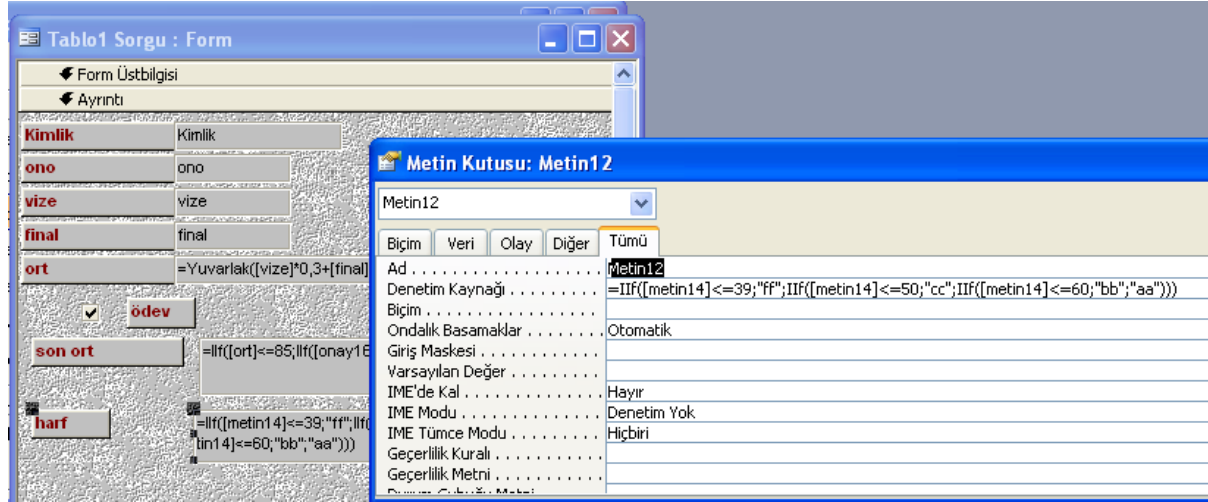 Tablo1 Sorgu : Form
Form Üstbilgisi
Ayrıntı
Kimlik Kimlik
ono ono
vize vize
final final
ort =Yuvarlak([vize]*0,3+[final]
ödev
son ort =IIf([ort]<=85;IIf([onay16
harf =IIf([metin14]<=39;"ff";IIf(
tin14]<=60;"bb";"aa")))
Metin Kutusu: Metin12
Metin12
Biçim Veri Olay Diğer Tümü
Ad . . . . . . . . . . . . . . . . . . . Metin12
Denetim Kaynağı . . . . . . . . . =IIf([metin14]<=39;"ff";IIf([metin14]<=50;"cc";IIf([metin14]<=60;"bb";"aa")))
Biçim . . . . . . . . . . . . . . . . .
Ondalık Basamaklar . . . . . . . . Otomatik
Giriş Maskesi . . . . . . . . . . . .
Varsayılan Değer . . . . . . . . .
IME'de Kal . . . . . . . . . . . . . . Hayır
IME Modu . . . . . . . . . . . . . . Denetim Yok
IME Tümce Modu . . . . . . . . . Hiçbiri
Geçerlilik Kuralı . . . . . . . . . . .
Geçerlilik Metni . . . . . . . . . . .